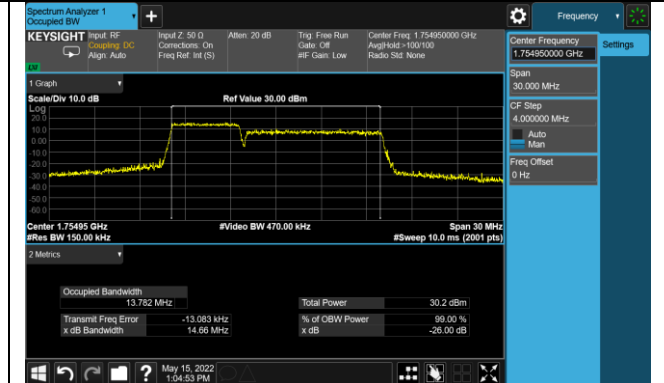 Spectrum Analyzer 1
Occupied BW
Frequency
KEYSIGHT
Input: RF
Coupling: DC
Align: Auto
Input Z: 50 Ω
Corrections: On
Freq Ref: Int (S)
Atten: 20 dB
Trig: Free Run
Gate: Off
#IF Gain: Low
Center Freq: 1.754950000 GHz
Avg|Hold:>100/100
Radio Std: None
Center Frequency
1.754950000 GHz
Settings
Span
30.000 MHz
CF Step
4.000000 MHz
Auto
Man
Freq Offset
0 Hz
1 Graph
Scale/Div 10.0 dB
Ref Value 30.00 dBm
Log
20.0
10.0
0.00
-10.0
-20.0
-30.0
-40.0
-50.0
-60.0
Center 1.75495 GHz
#Res BW 150.00 kHz
#Video BW 470.00 kHz
Span 30 MHz
#Sweep 10.0 ms (2001 pts)
2 Metrics
Occupied Bandwidth
13.782 MHz
Total Power
30.2 dBm
Transmit Freq Error
-13.083 kHz
% of OBW Power
99.00 %
x dB Bandwidth
14.66 MHz
x dB
-26.00 dB
May 15, 2022
1:04:53 PM